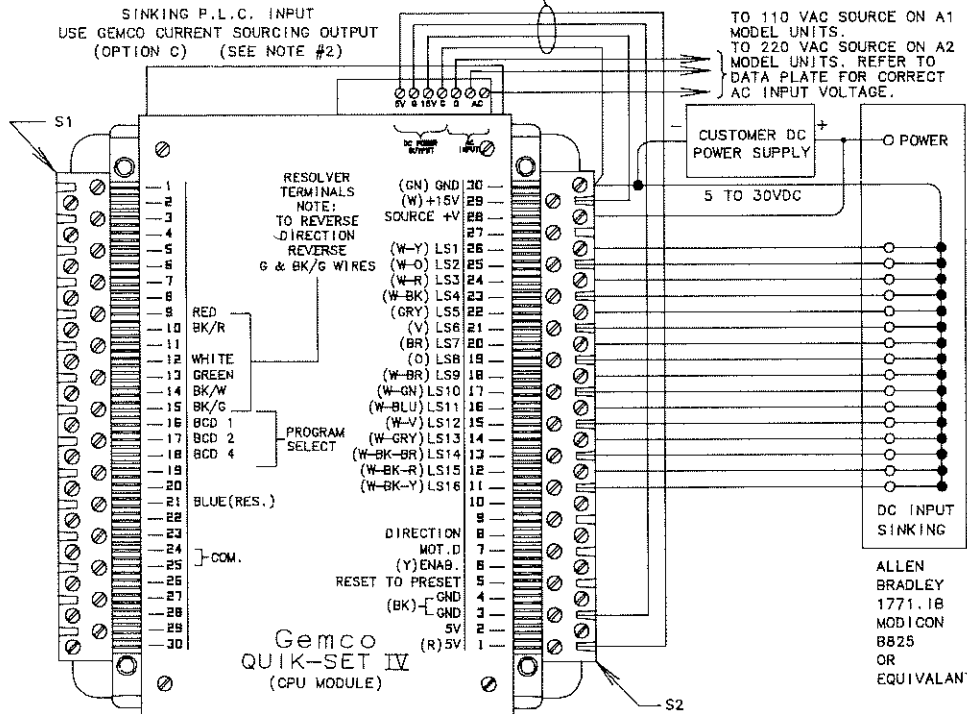 SINKING P.L.C. INPUT
USE GEMCO CURRENT SOURCING OUTPUT
(OPTION C) (SEE NOTE #2)
TO 110 VAC SOURCE ON A1
MODEL UNITS.
TO 220 VAC SOURCE ON A2
MODEL UNITS. REFER TO
DATA PLATE FOR CORRECT
AC INPUT VOLTAGE.
5V G 15V G G AC
DC POWER
OUTPUT
AC
INPUT
S1
- CUSTOMER DC
POWER SUPPLY +
5 TO 30VDC
POWER
RESOLVER
TERMINALS
NOTE:
TO REVERSE
DIRECTION
REVERSE
G & BK/G WIRES
1
2
3
4
5
6
7
8
9 RED
10 BK/R
11
12 WHITE
13 GREEN
14 BK/W
15 BK/G
16 BCD 1
17 BCD 2
18 BCD 4
PROGRAM
SELECT
19
20
21 BLUE(RES.)
22
23
24
25
COM.
26
27
28
29
30
(GN) GND 30
(W) +15V 29
SOURCE +V 28
27
(W-Y) LS1 26
(W-O) LS2 25
(W-R) LS3 24
(W-BK) LS4 23
(GRY) LS5 22
(V) LS6 21
(BR) LS7 20
(O) LS8 19
(W-BR) LS9 18
(W-GN) LS10 17
(W-BLU) LS11 16
(W-V) LS12 15
(W-GRY) LS13 14
(W-BK-BR) LS14 13
(W-BK-R) LS15 12
(W-BK-Y) LS16 11
10
9
DIRECTION 8
MOT.D 7
(Y)ENAB. 6
RESET TO PRESET 5
GND 4
(BK) GND 3
5V 2
(R)5V 1
Gemco
QUIK-SET IV
(CPU MODULE)
S2
DC INPUT
SINKING
ALLEN
BRADLEY
1771.IB
MODICON
B825
OR
EQUIVALANT